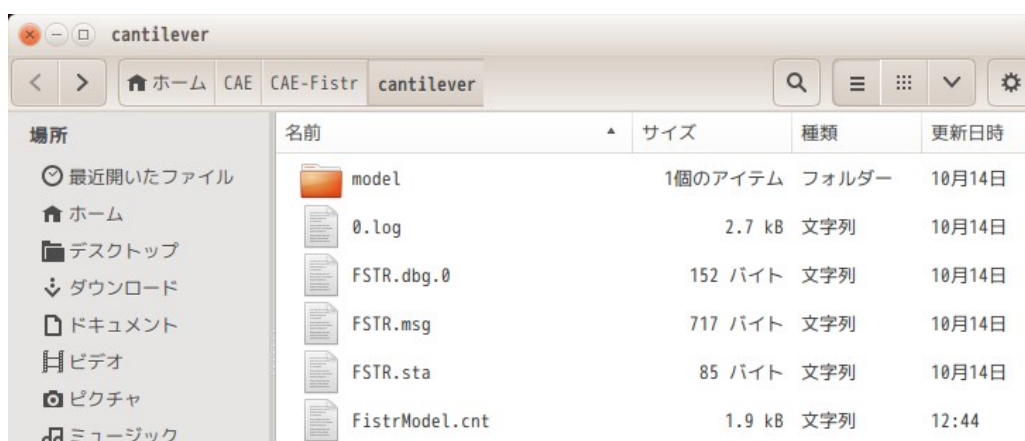 cantilever
ホーム CAE CAE-Fistr cantilever
場所
最近開いたファイル
ホーム
デスクトップ
ダウンロード
ドキュメント
ビデオ
ピクチャ
ミュージック
名前 サイズ 種類 更新日時
model 1個のアイテム フォルダー 10月14日
0.log 2.7 kB 文字列 10月14日
FSTR.dbg.0 152 バイト 文字列 10月14日
FSTR.msg 717 バイト 文字列 10月14日
FSTR.sta 85 バイト 文字列 10月14日
FistrModel.cnt 1.9 kB 文字列 12:44